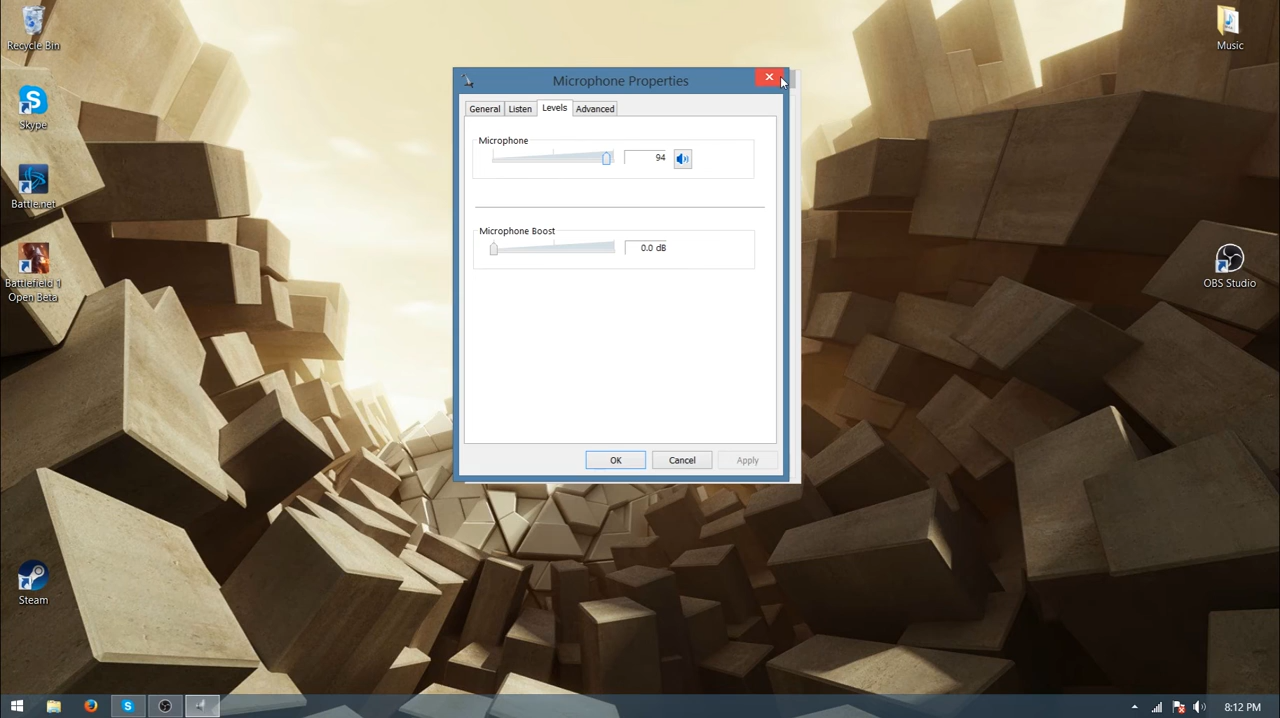 Recycle Bin
Skype
Battle.net
Battlefield 1
Open Beta
Steam
Music
OBS Studio
Microphone Properties
General
Listen
Levels
Advanced
Microphone
94
Microphone Boost
0.0 dB
OK
Cancel
Apply
8:12 PM